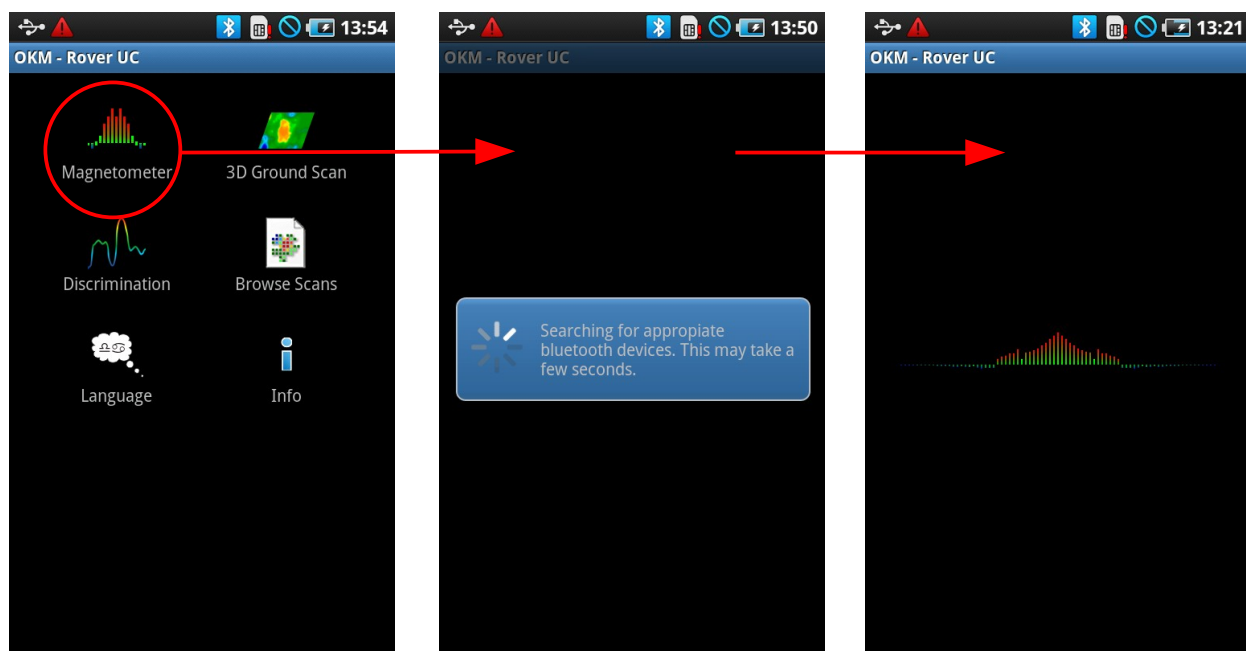 13:54
OKM - Rover UC
Magnetometer
3D Ground Scan
Discrimination
Browse Scans
Language
Info
13:50
OKM - Rover UC
Searching for appropiate
bluetooth devices. This may take a
few seconds.
13:21
OKM - Rover UC